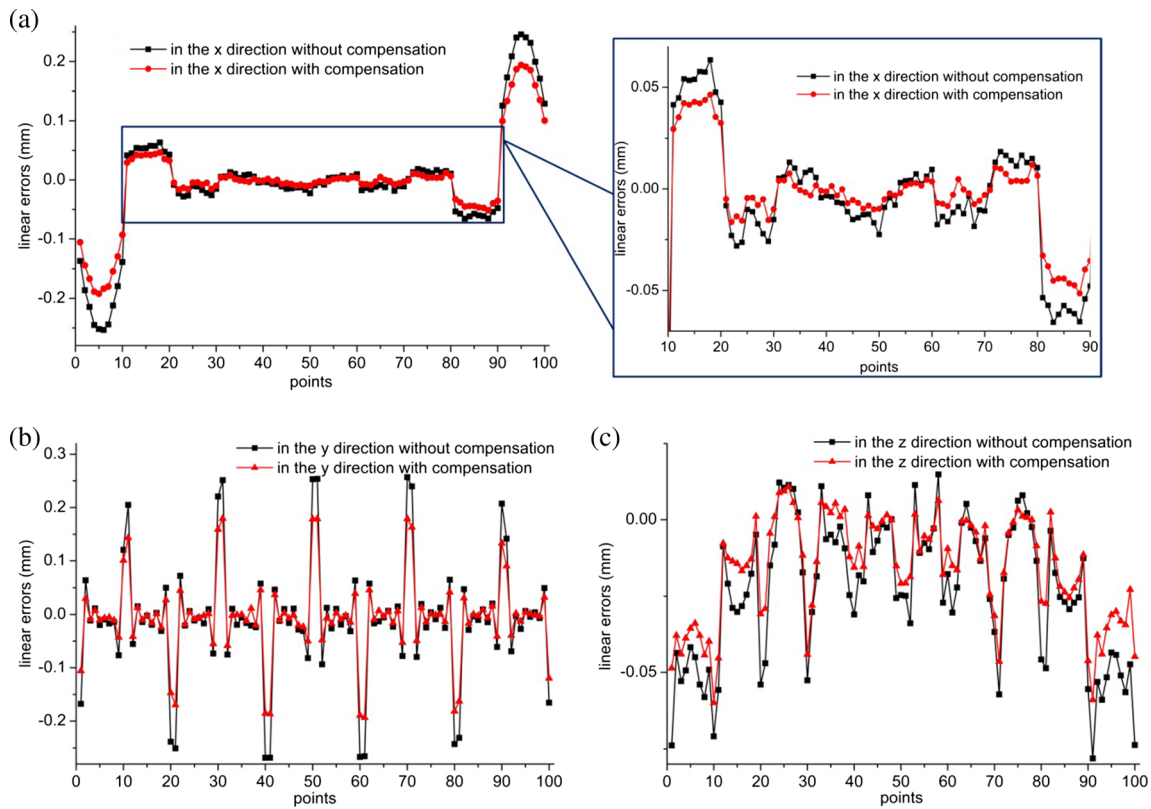 (a)
in the x direction without compensation
in the x direction with compensation
linear errors (mm)
0.2
0.1
0.0
-0.1
-0.2
0 10 20 30 40 50 60 70 80 90 100
points
in the x direction without compensation
in the x direction with compensation
linear errors (mm)
0.05
0.00
-0.05
10 20 30 40 50 60 70 80 90
points
(b)
in the y direction without compensation
in the y direction with compensation
linear errors (mm)
0.3
0.2
0.1
0.0
-0.1
-0.2
0 10 20 30 40 50 60 70 80 90 100
points
(c)
in the z direction without compensation
in the z direction with compensation
linear errors (mm)
0.00
-0.05
0 10 20 30 40 50 60 70 80 90 100
points